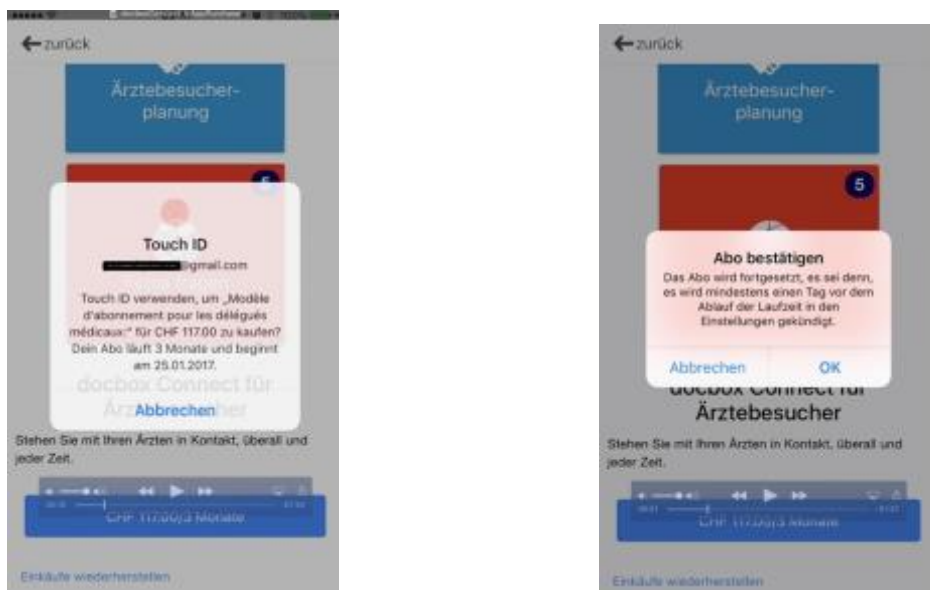 zurück
Ärztebesucher-
planung
5
Touch ID
@gmail.com
Touch ID verwenden, um „Modèle
d'abonnement pour les délégués
médicaux:" für CHF 117.00 zu kaufen?
Dein Abo läuft 3 Monate und beginnt
am 25.01.2017.
docbox Connect für
Ärztebesucher
Abbrechen
Stehen Sie mit Ihren Ärzten in Kontakt, überall und
jeder Zeit.
CHF 117.00/3 Monate
Einkäufe wiederherstellen
zurück
Ärztebesucher-
planung
5
Abo bestätigen
Das Abo wird fortgesetzt, es sei denn,
es wird mindestens einen Tag vor dem
Ablauf der Laufzeit in den
Einstellungen gekündigt.
Abbrechen OK
docbox Connect für
Ärztebesucher
Stehen Sie mit Ihren Ärzten in Kontakt, überall und
jeder Zeit.
CHF 117.00/3 Monate
Einkäufe wiederherstellen